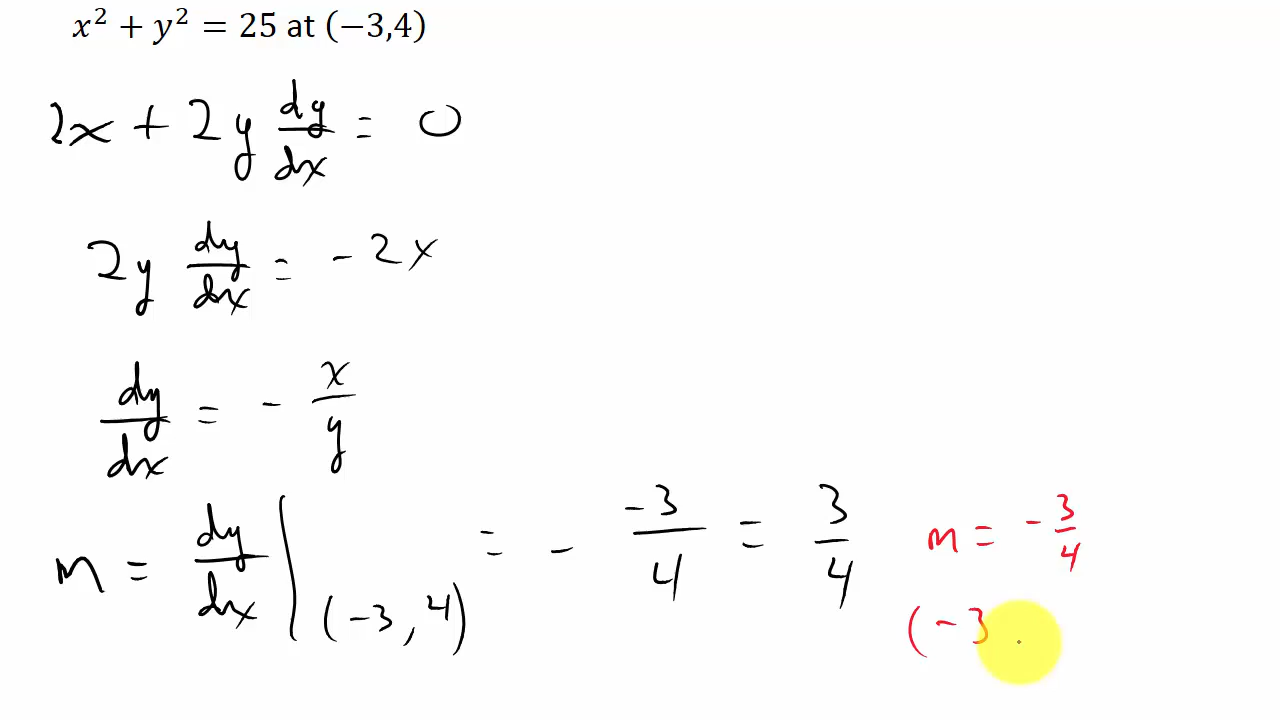 x² + y² = 25 at (−3,4)
2x + 2y dy/dx = 0
2y dy/dx = -2x
dy/dx = - x/y
m = dy/dx | (-3, 4) = - -3/4 = 3/4 m = - 3/4
(-3